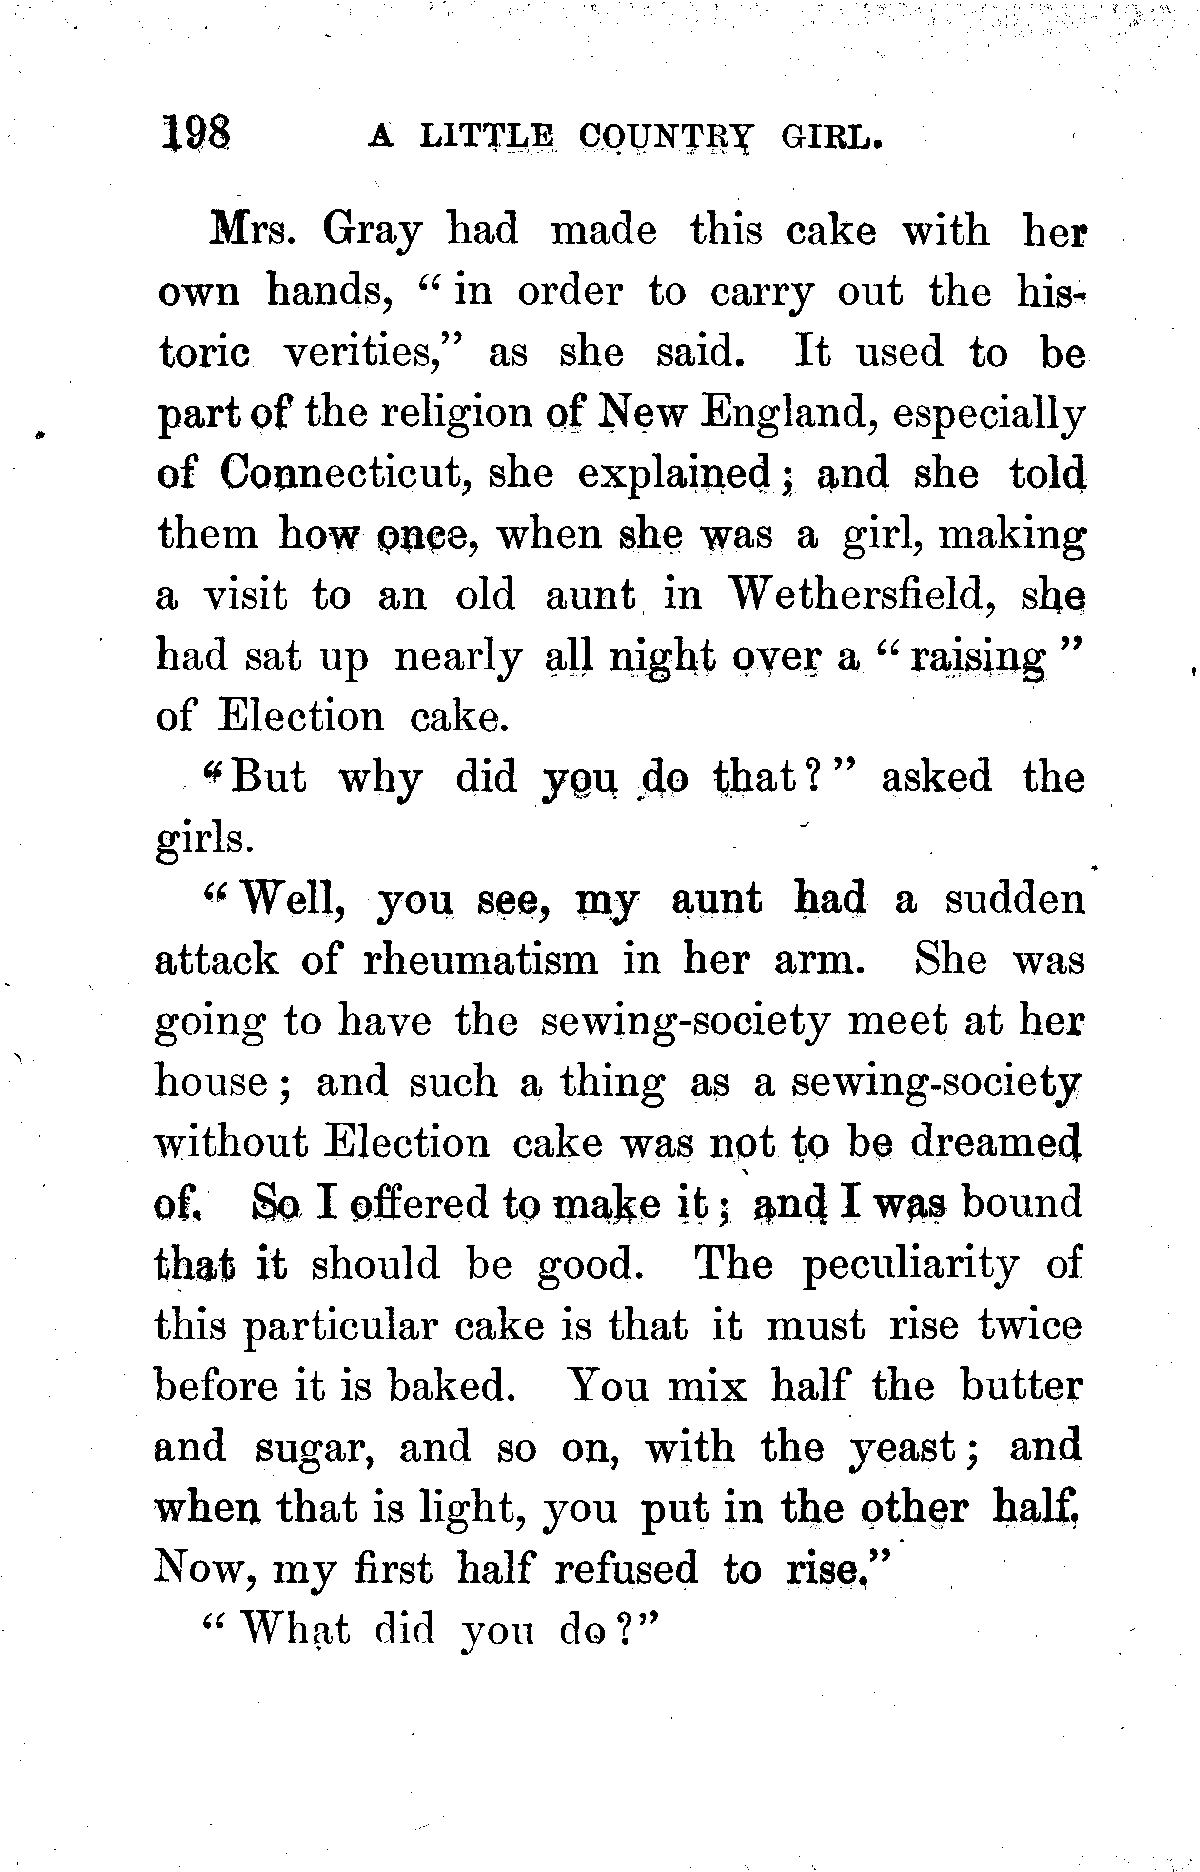 198 A LITTLE COUNTRY GIRL.
Mrs. Gray had made this cake with her
own hands, “ in order to carry out the his-
toric verities,” as she said. It used to be
part of the religion of New England, especially
of Connecticut, she explained ; and she told
them how once, when she was a girl, making
a visit to an old aunt in Wethersfield, she
had sat up nearly all night over a “ raising ”
of Election cake.
“ But why did you do that? ” asked the
girls.
“ Well, you see, my aunt had a sudden
attack of rheumatism in her arm. She was
going to have the sewing-society meet at her
house ; and such a thing as a sewing-society
without Election cake was not to be dreamed
of. So I offered to make it ; and I was bound
that it should be good. The peculiarity of
this particular cake is that it must rise twice
before it is baked. You mix half the butter
and sugar, and so on, with the yeast ; and
when that is light, you put in the other half.
Now, my first half refused to rise.”
“ What did you do ?”